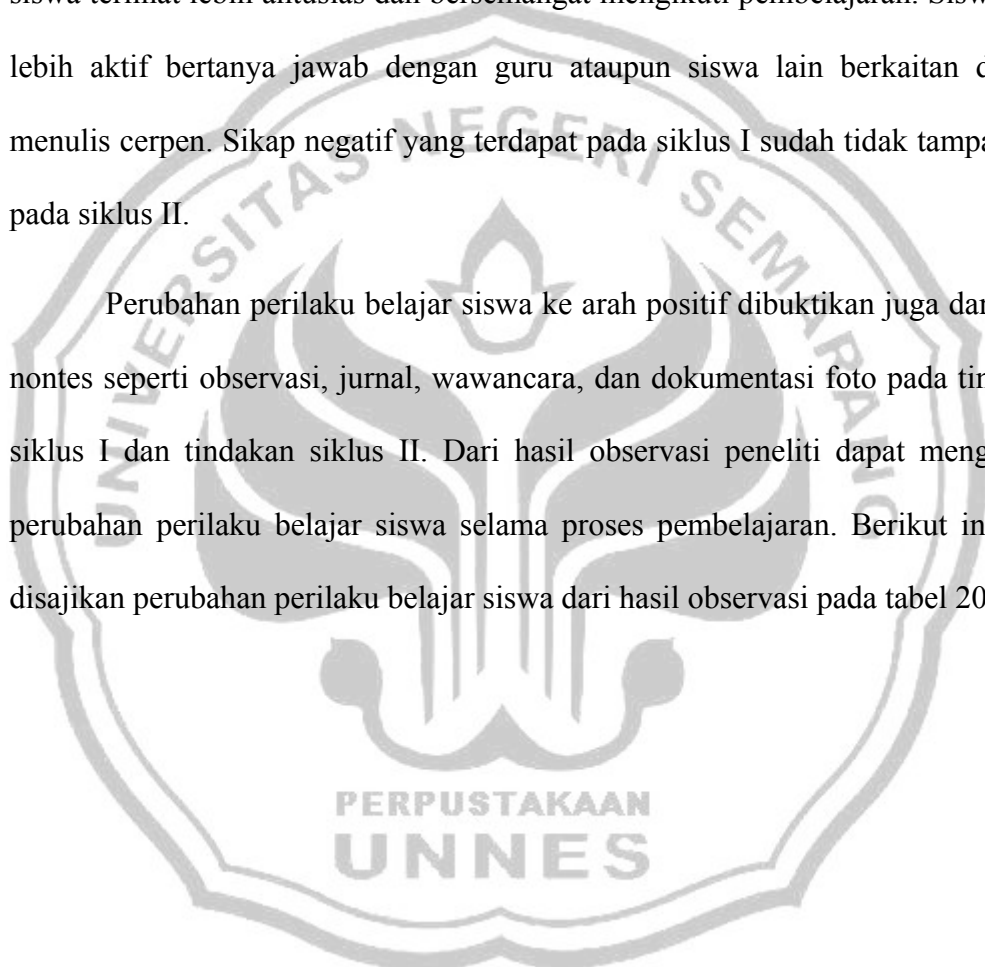 siswa terlihat lebih antusias dan bersemangat mengikuti pembelajaran. Sisw
lebih aktif bertanya jawab dengan guru ataupun siswa lain berkaitan d
menulis cerpen. Sikap negatif yang terdapat pada siklus I sudah tidak tampa
pada siklus II.
Perubahan perilaku belajar siswa ke arah positif dibuktikan juga dar
nontes seperti observasi, jurnal, wawancara, dan dokumentasi foto pada tin
siklus I dan tindakan siklus II. Dari hasil observasi peneliti dapat meng
perubahan perilaku belajar siswa selama proses pembelajaran. Berikut in
disajikan perubahan perilaku belajar siswa dari hasil observasi pada tabel 20
UNIVERSITAS NEGERI SEMARANG
PERPUSTAKAAN
UNNES